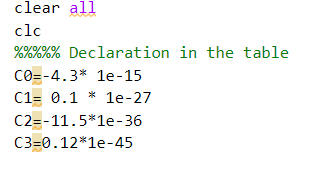 clear all
clc
%%%%% Declaration in the table
C0=-4.3* 1e-15
C1= 0.1 * 1e-27
C2=-11.5*1e-36
C3=0.12*1e-45